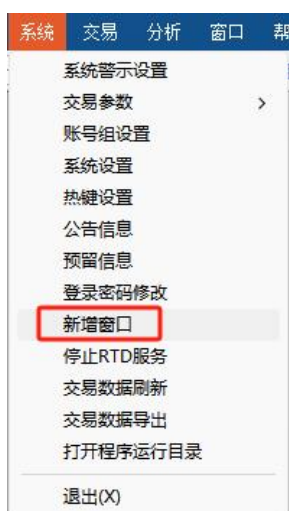 系统 交易 分析 窗口 帮
系统警示设置
交易参数 >
账号组设置
系统设置
热键设置
公告信息
预留信息
登录密码修改
新增窗口
停止RTD服务
交易数据刷新
交易数据导出
打开程序运行目录
退出(X)